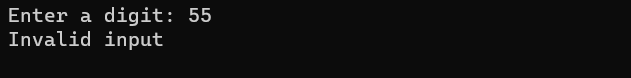 Enter a digit: 55
Invalid input